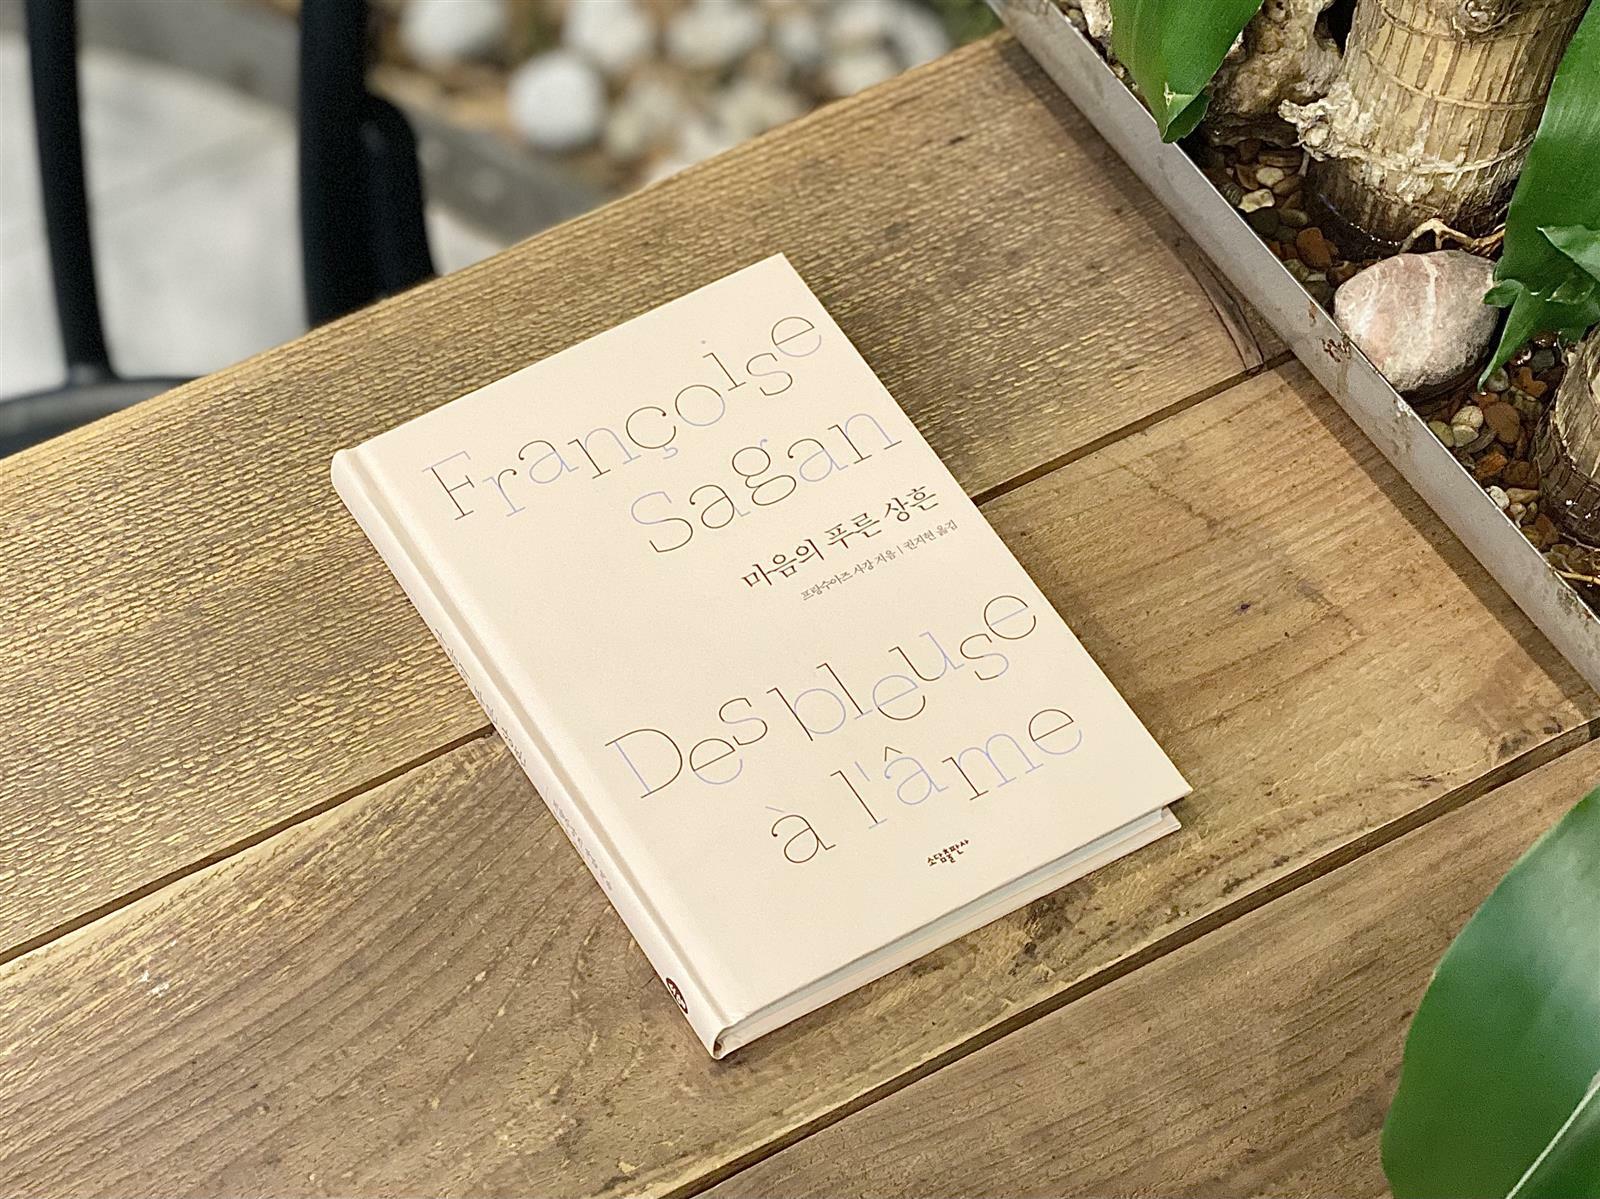 Françoise
Sagan
마음의 푸른 상흔
프랑수아즈 사강 지음 | 권지현 옮김
Des bleuse
à l'âme
소담출판사